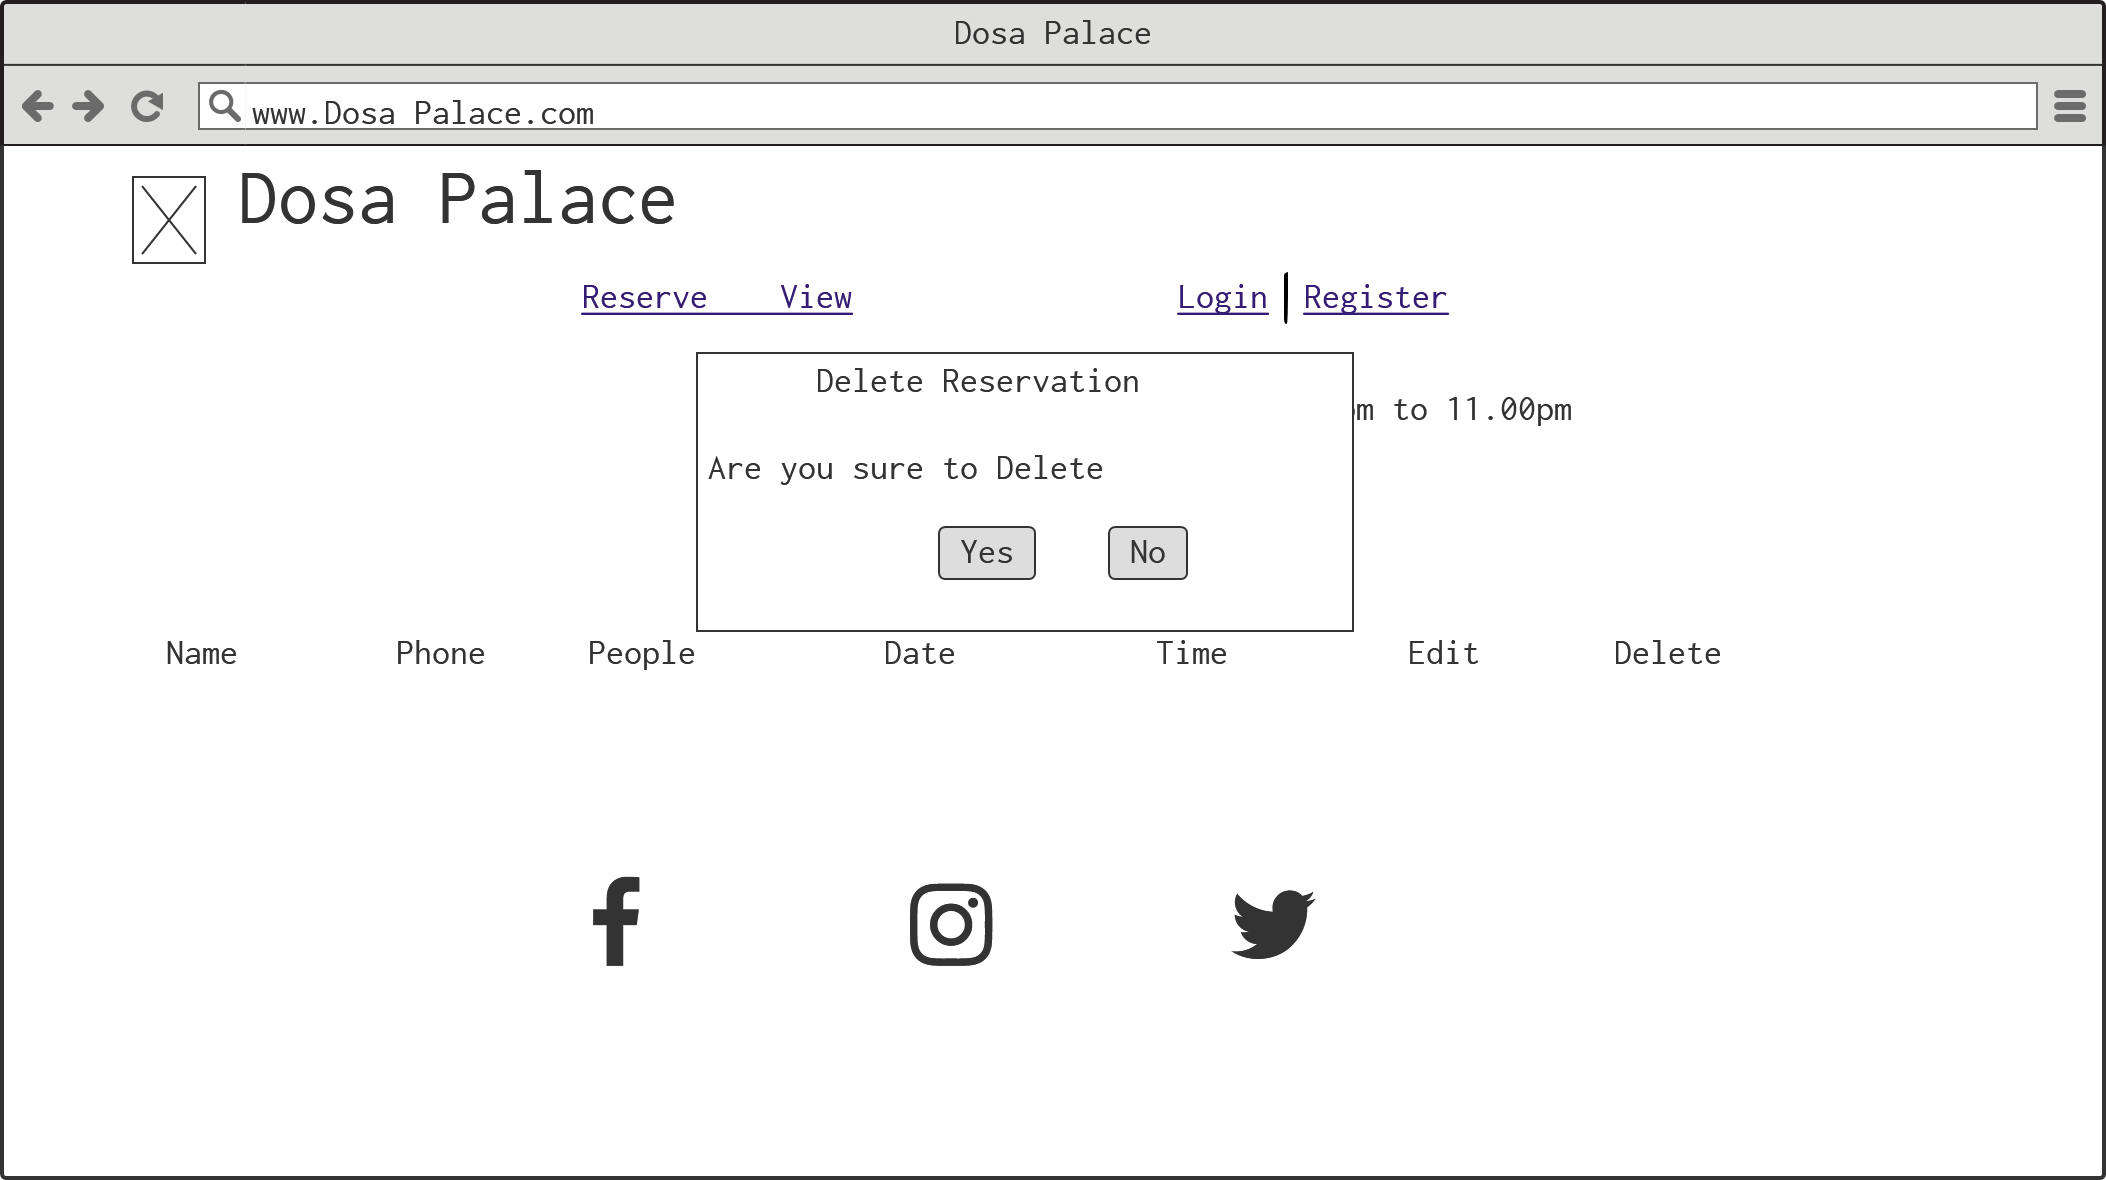 Dosa Palace
www.Dosa Palace.com
Dosa Palace
Reserve View Login Register
Delete Reservation
to 11.00pm
Are you sure to Delete
Yes No
Name Phone People Date Time Edit Delete